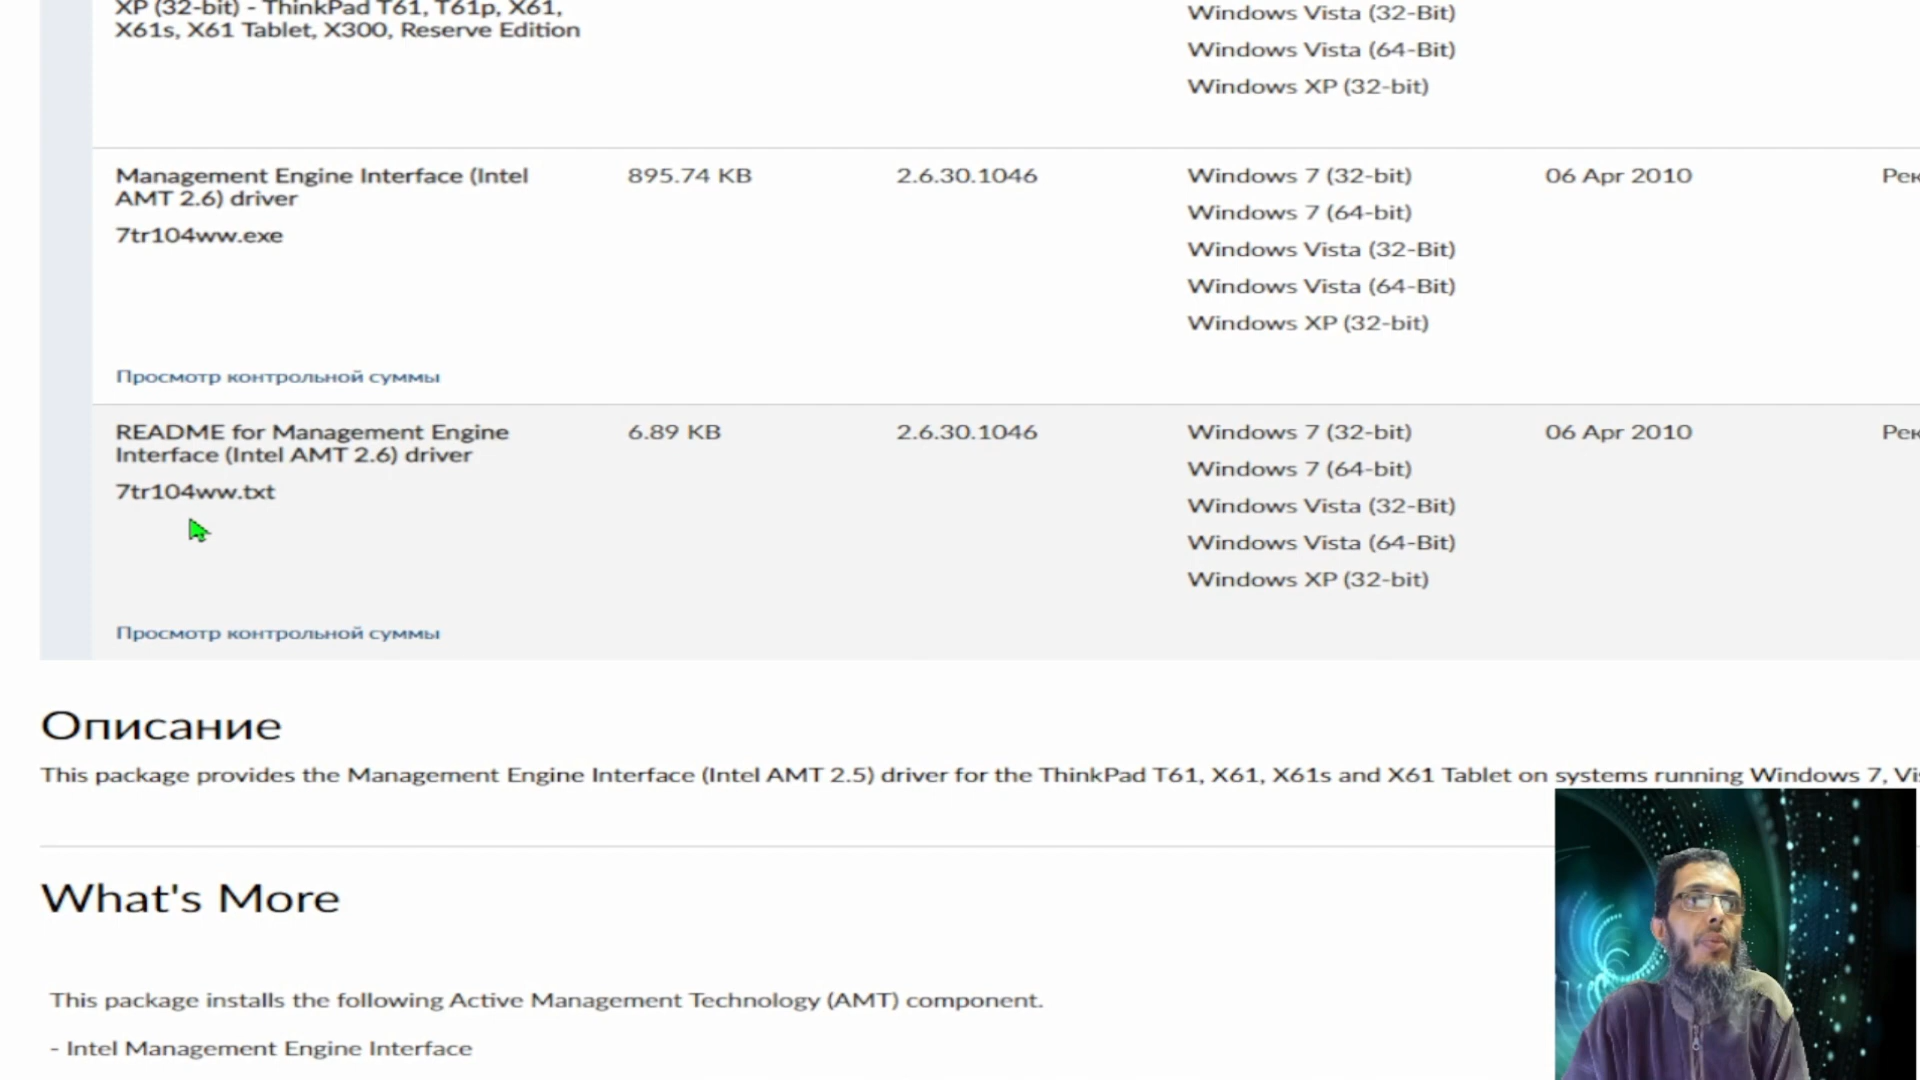 XP (32-bit) - ThinkPad T61, T61p, X61,
X61s, X61 Tablet, X300, Reserve Edition
Windows Vista (32-Bit)
Windows Vista (64-Bit)
Windows XP (32-bit)
Management Engine Interface (Intel
AMT 2.6) driver
7tr104ww.exe
895.74 KB
2.6.30.1046
Windows 7 (32-bit)
Windows 7 (64-bit)
Windows Vista (32-Bit)
Windows Vista (64-Bit)
Windows XP (32-bit)
06 Apr 2010
Рек
Просмотр контрольной суммы
README for Management Engine
Interface (Intel AMT 2.6) driver
7tr104ww.txt
6.89 KB
2.6.30.1046
Windows 7 (32-bit)
Windows 7 (64-bit)
Windows Vista (32-Bit)
Windows Vista (64-Bit)
Windows XP (32-bit)
06 Apr 2010
Рек
Просмотр контрольной суммы
Описание
This package provides the Management Engine Interface (Intel AMT 2.5) driver for the ThinkPad T61, X61, X61s and X61 Tablet on systems running Windows 7, Vis
What's More
This package installs the following Active Management Technology (AMT) component.
- Intel Management Engine Interface